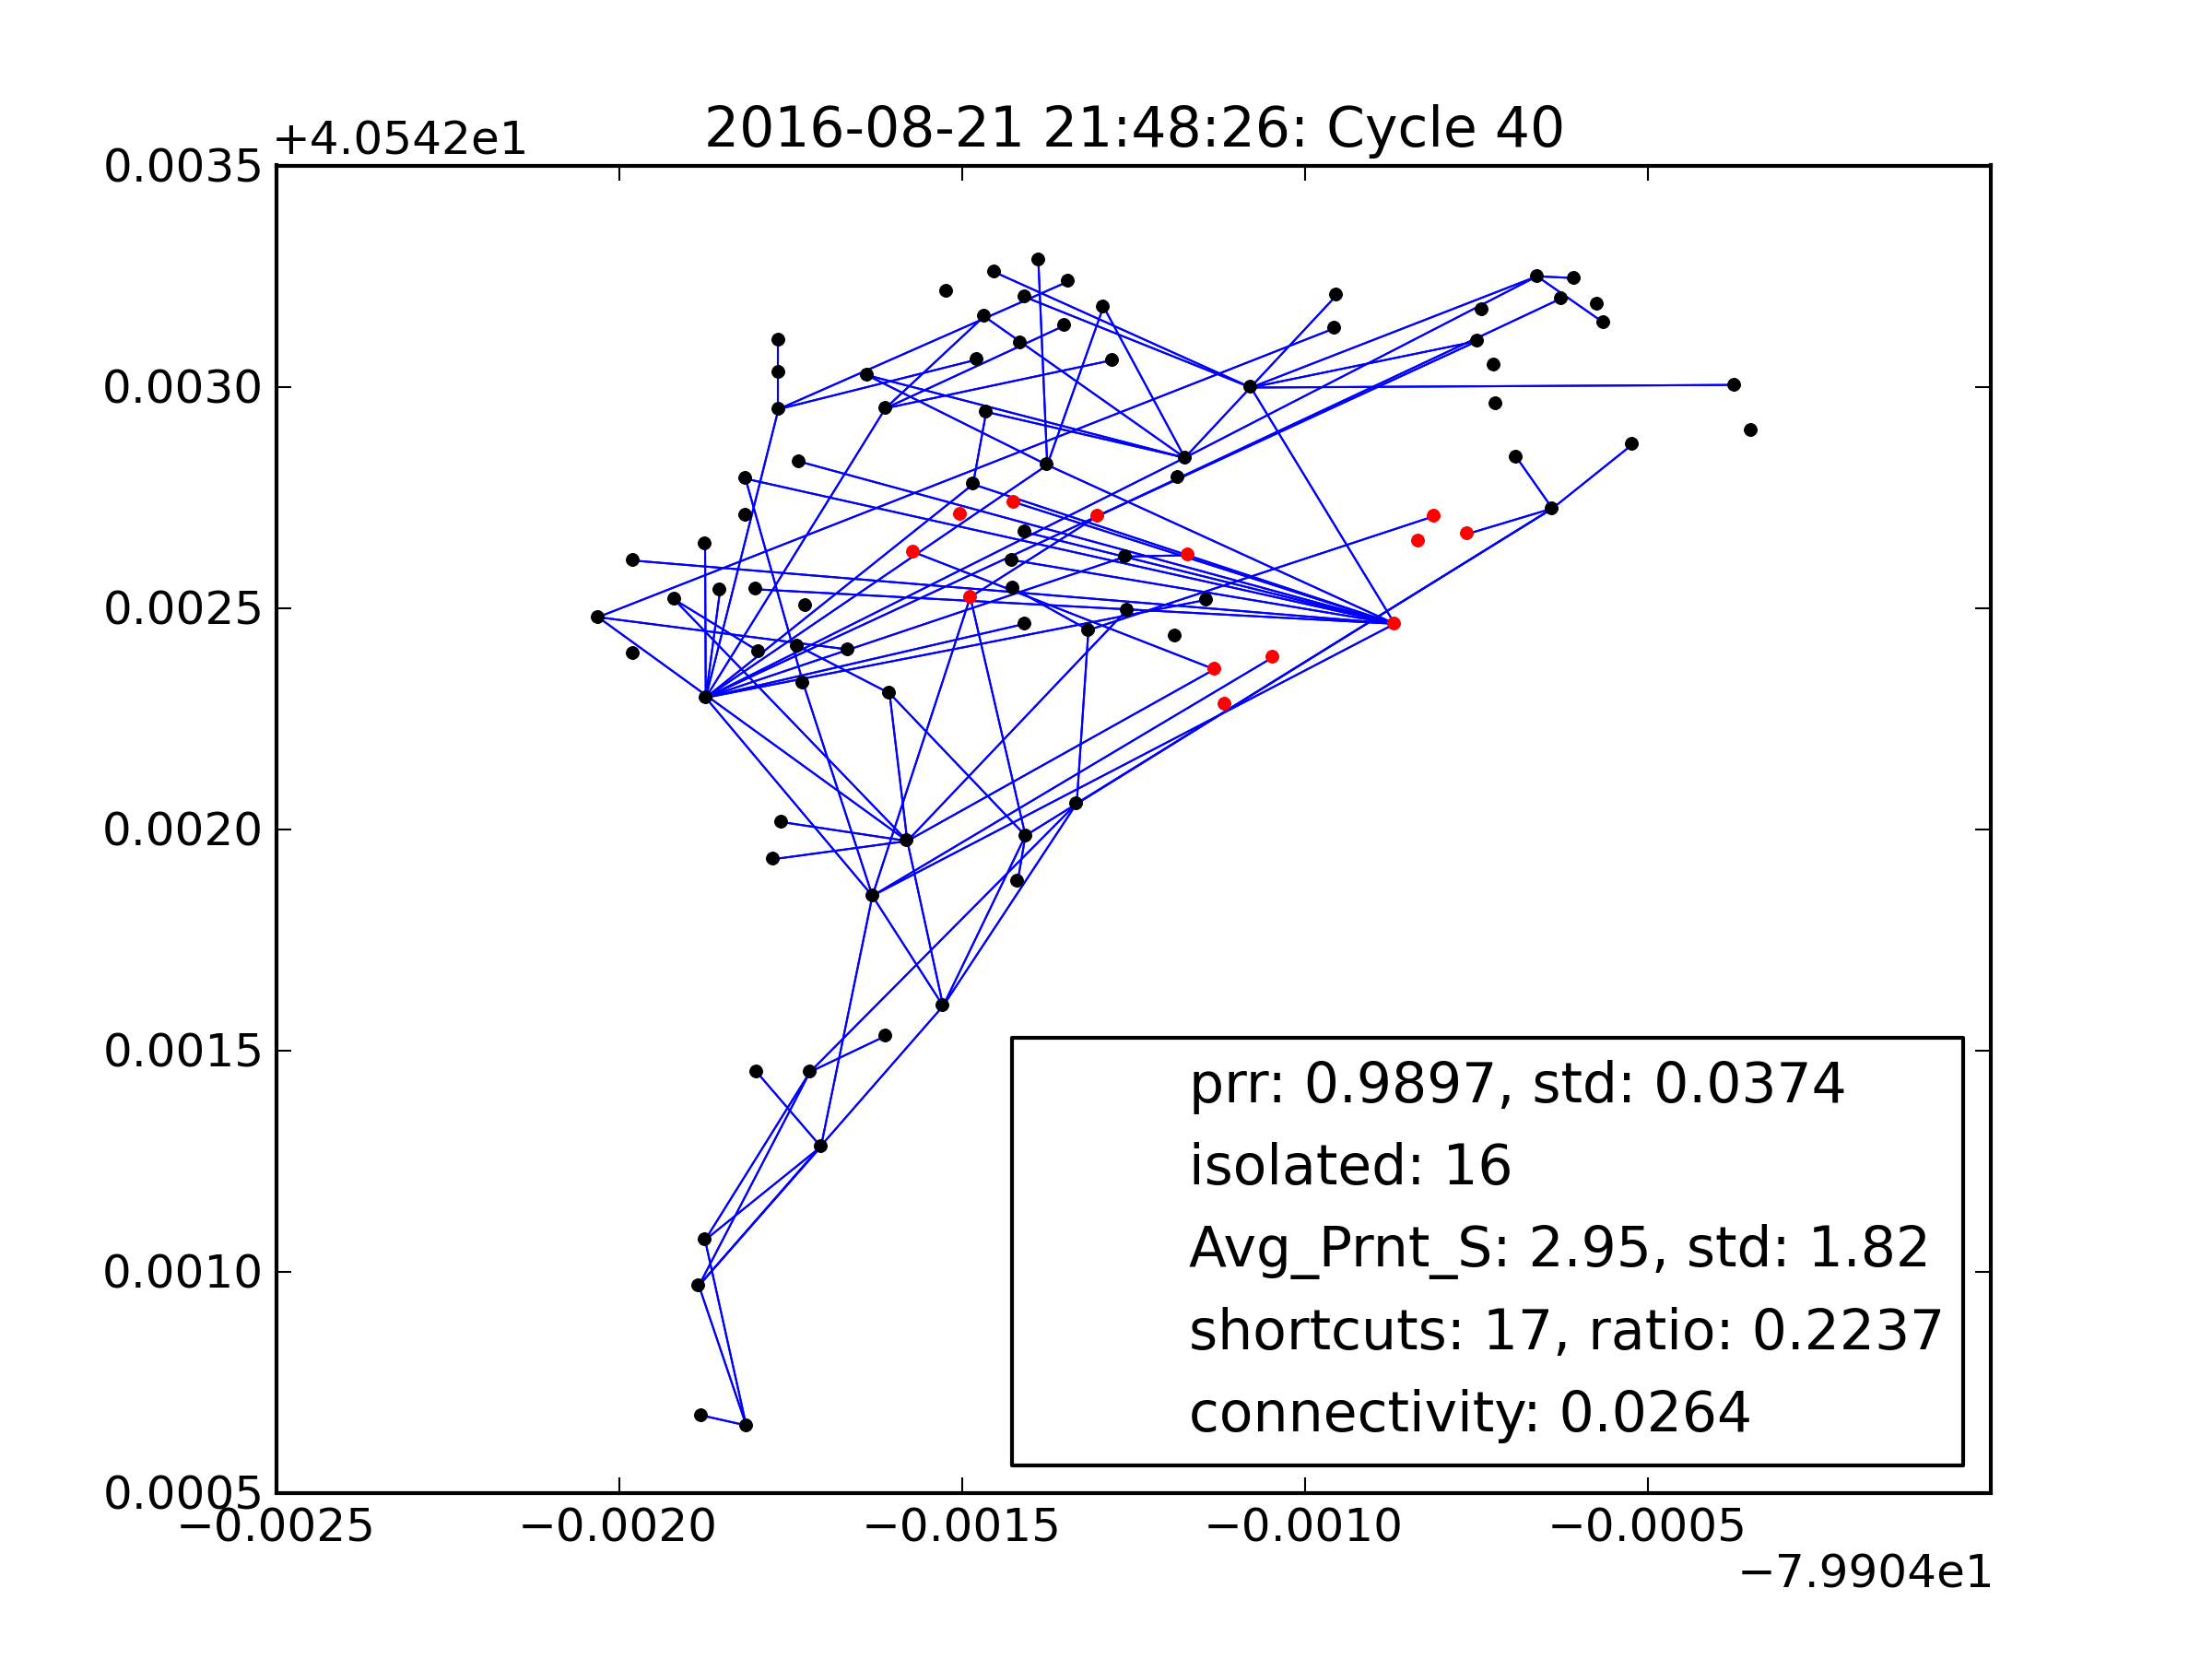 2016-08-21 21:48:26: Cycle 40
+4.0542e1
0.0035
0.0030
0.0025
0.0020
0.0015
0.0010
0.0005
prr: 0.9897, std: 0.0374
isolated: 16
Avg_Prnt_S: 2.95, std: 1.82
shortcuts: 17, ratio: 0.2237
connectivity: 0.0264
−0.0025 −0.0020 −0.0015 −0.0010 −0.0005
−7.9904e1